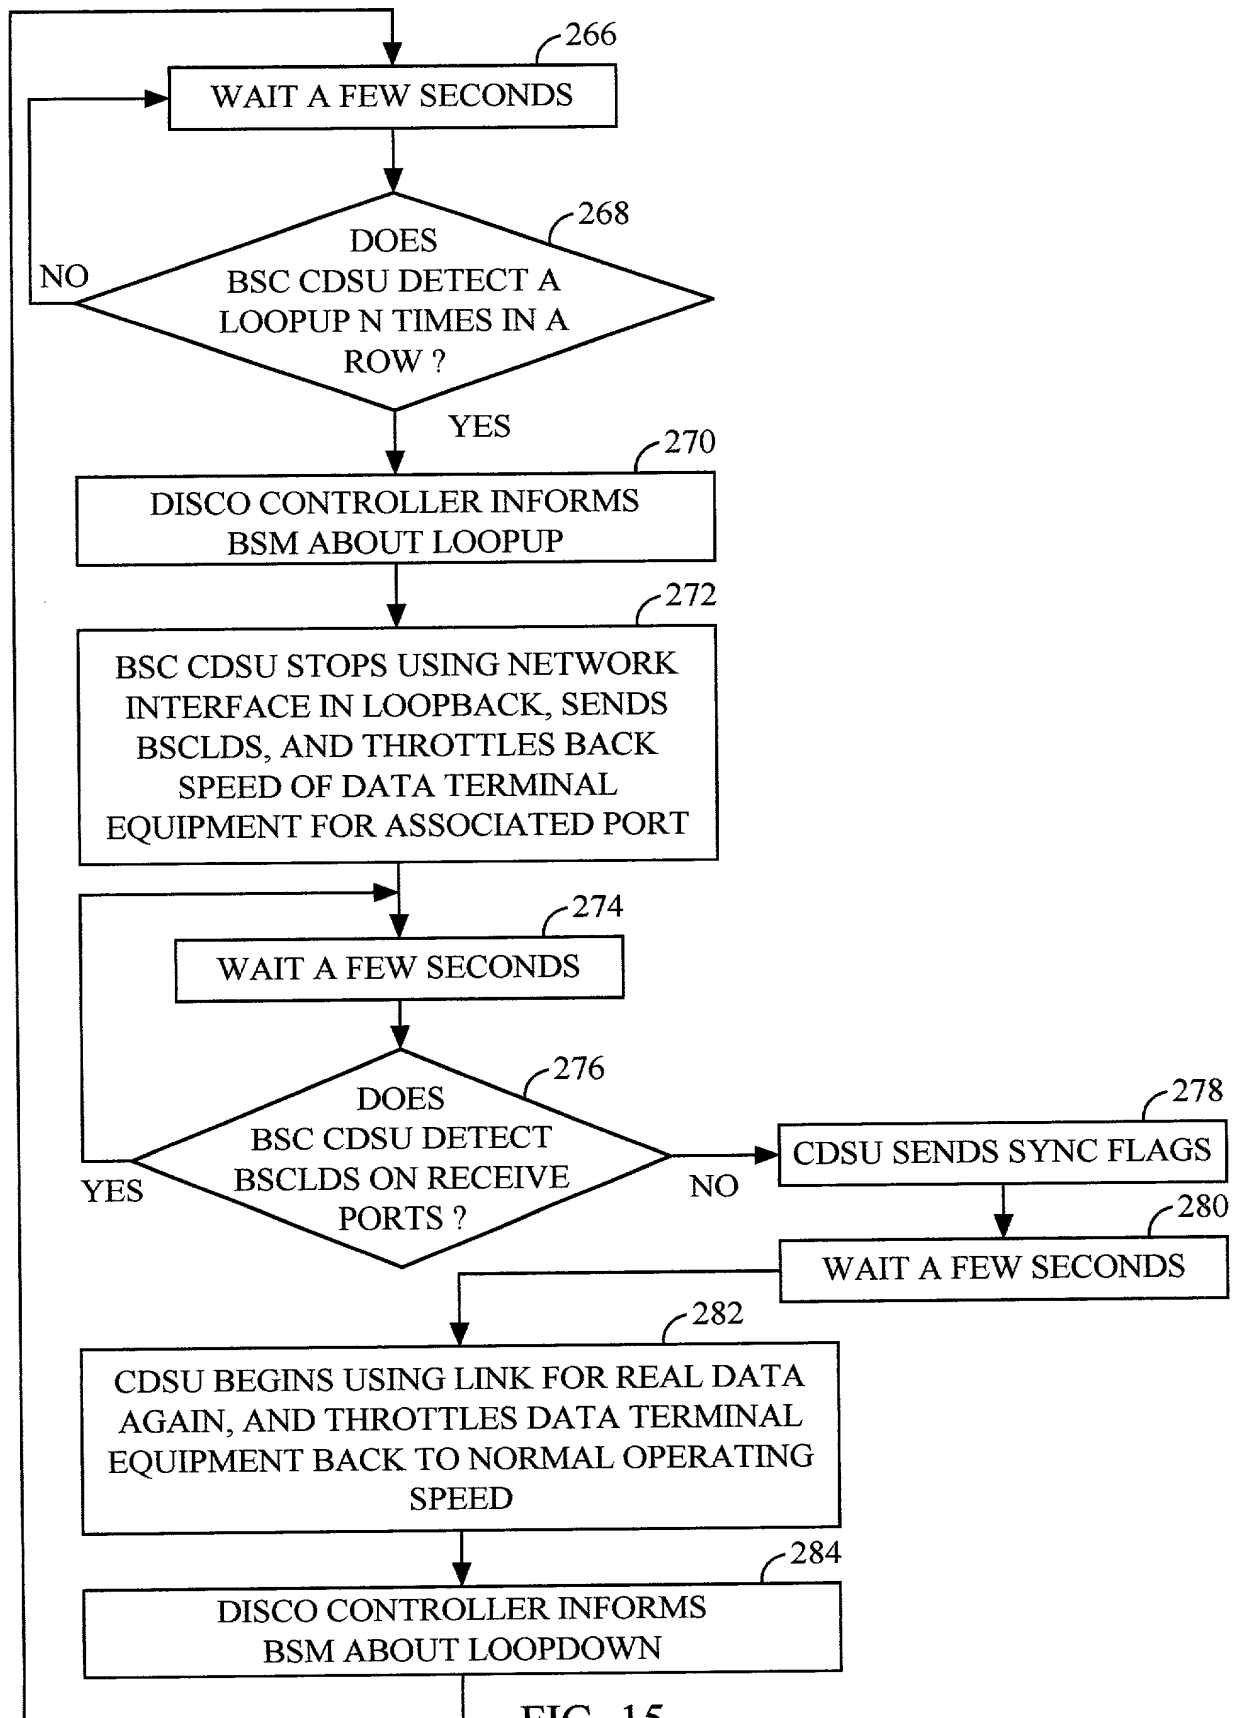 266
WAIT A FEW SECONDS
268
DOES
BSC CDSU DETECT A
LOOPUP N TIMES IN A
ROW ?
NO
YES
270
DISCO CONTROLLER INFORMS
BSM ABOUT LOOPUP
272
BSC CDSU STOPS USING NETWORK
INTERFACE IN LOOPBACK, SENDS
BSCLDS, AND THROTTLES BACK
SPEED OF DATA TERMINAL
EQUIPMENT FOR ASSOCIATED PORT
274
WAIT A FEW SECONDS
276
DOES
BSC CDSU DETECT
BSCLDS ON RECEIVE
PORTS ?
YES
NO
278
CDSU SENDS SYNC FLAGS
280
WAIT A FEW SECONDS
282
CDSU BEGINS USING LINK FOR REAL DATA
AGAIN, AND THROTTLES DATA TERMINAL
EQUIPMENT BACK TO NORMAL OPERATING
SPEED
284
DISCO CONTROLLER INFORMS
BSM ABOUT LOOPDOWN
FIG. 15